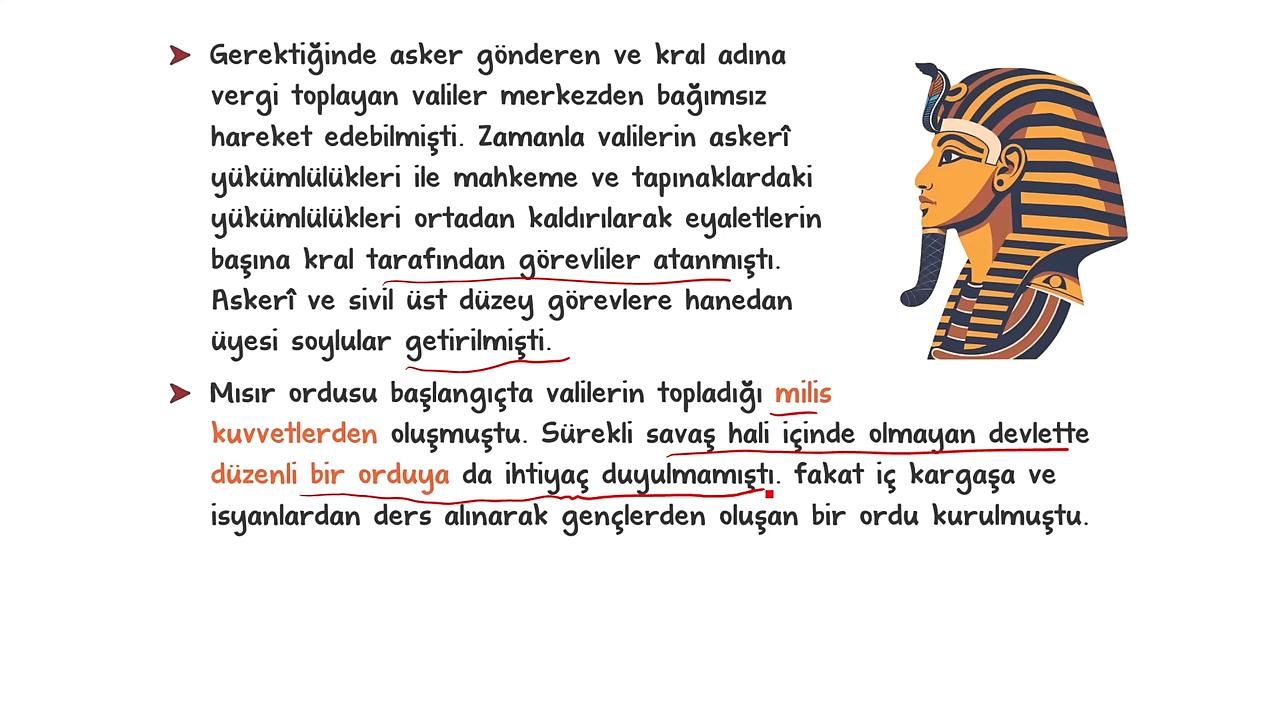 Gerektiğinde asker gönderen ve kral adına
vergi toplayan valiler merkezden bağımsız
hareket edebilmişti. Zamanla valilerin askerî
yükümlülükleri ile mahkeme ve tapınaklardaki
yükümlülükleri ortadan kaldırılarak eyaletlerin
başına kral tarafından görevliler atanmıştı.
Askerî ve sivil üst düzey görevlere hanedan
üyesi soylular getirilmişti.
Mısır ordusu başlangıçta valilerin topladığı milis
kuvvetlerden oluşmuştu. Sürekli savaş hali içinde olmayan devlette
düzenli bir orduya da ihtiyaç duyulmamıştı. fakat iç kargaşa ve
isyanlardan ders alınarak gençlerden oluşan bir ordu kurulmuştu.